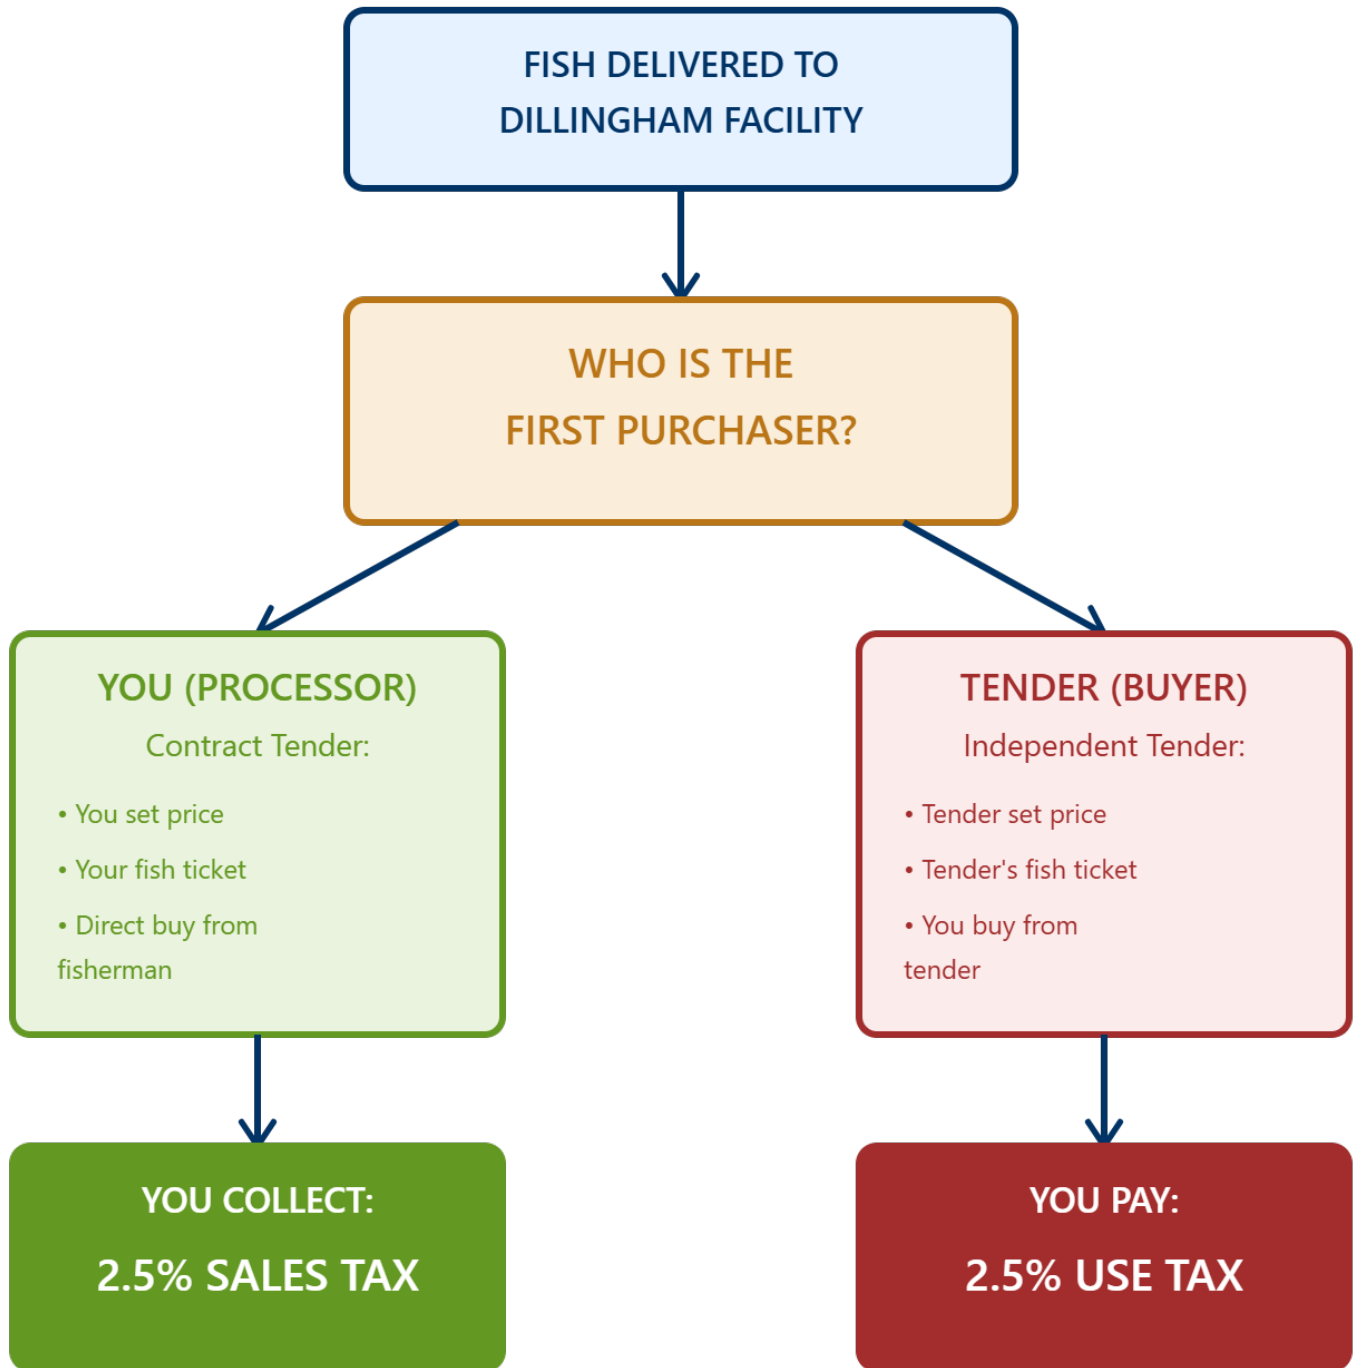 FISH DELIVERED TO
DILLINGHAM FACILITY
WHO IS THE
FIRST PURCHASER?
YOU (PROCESSOR)
Contract Tender:
• You set price
• Your fish ticket
• Direct buy from
fisherman
TENDER (BUYER)
Independent Tender:
• Tender set price
• Tender's fish ticket
• You buy from
tender
YOU COLLECT:
2.5% SALES TAX
YOU PAY:
2.5% USE TAX